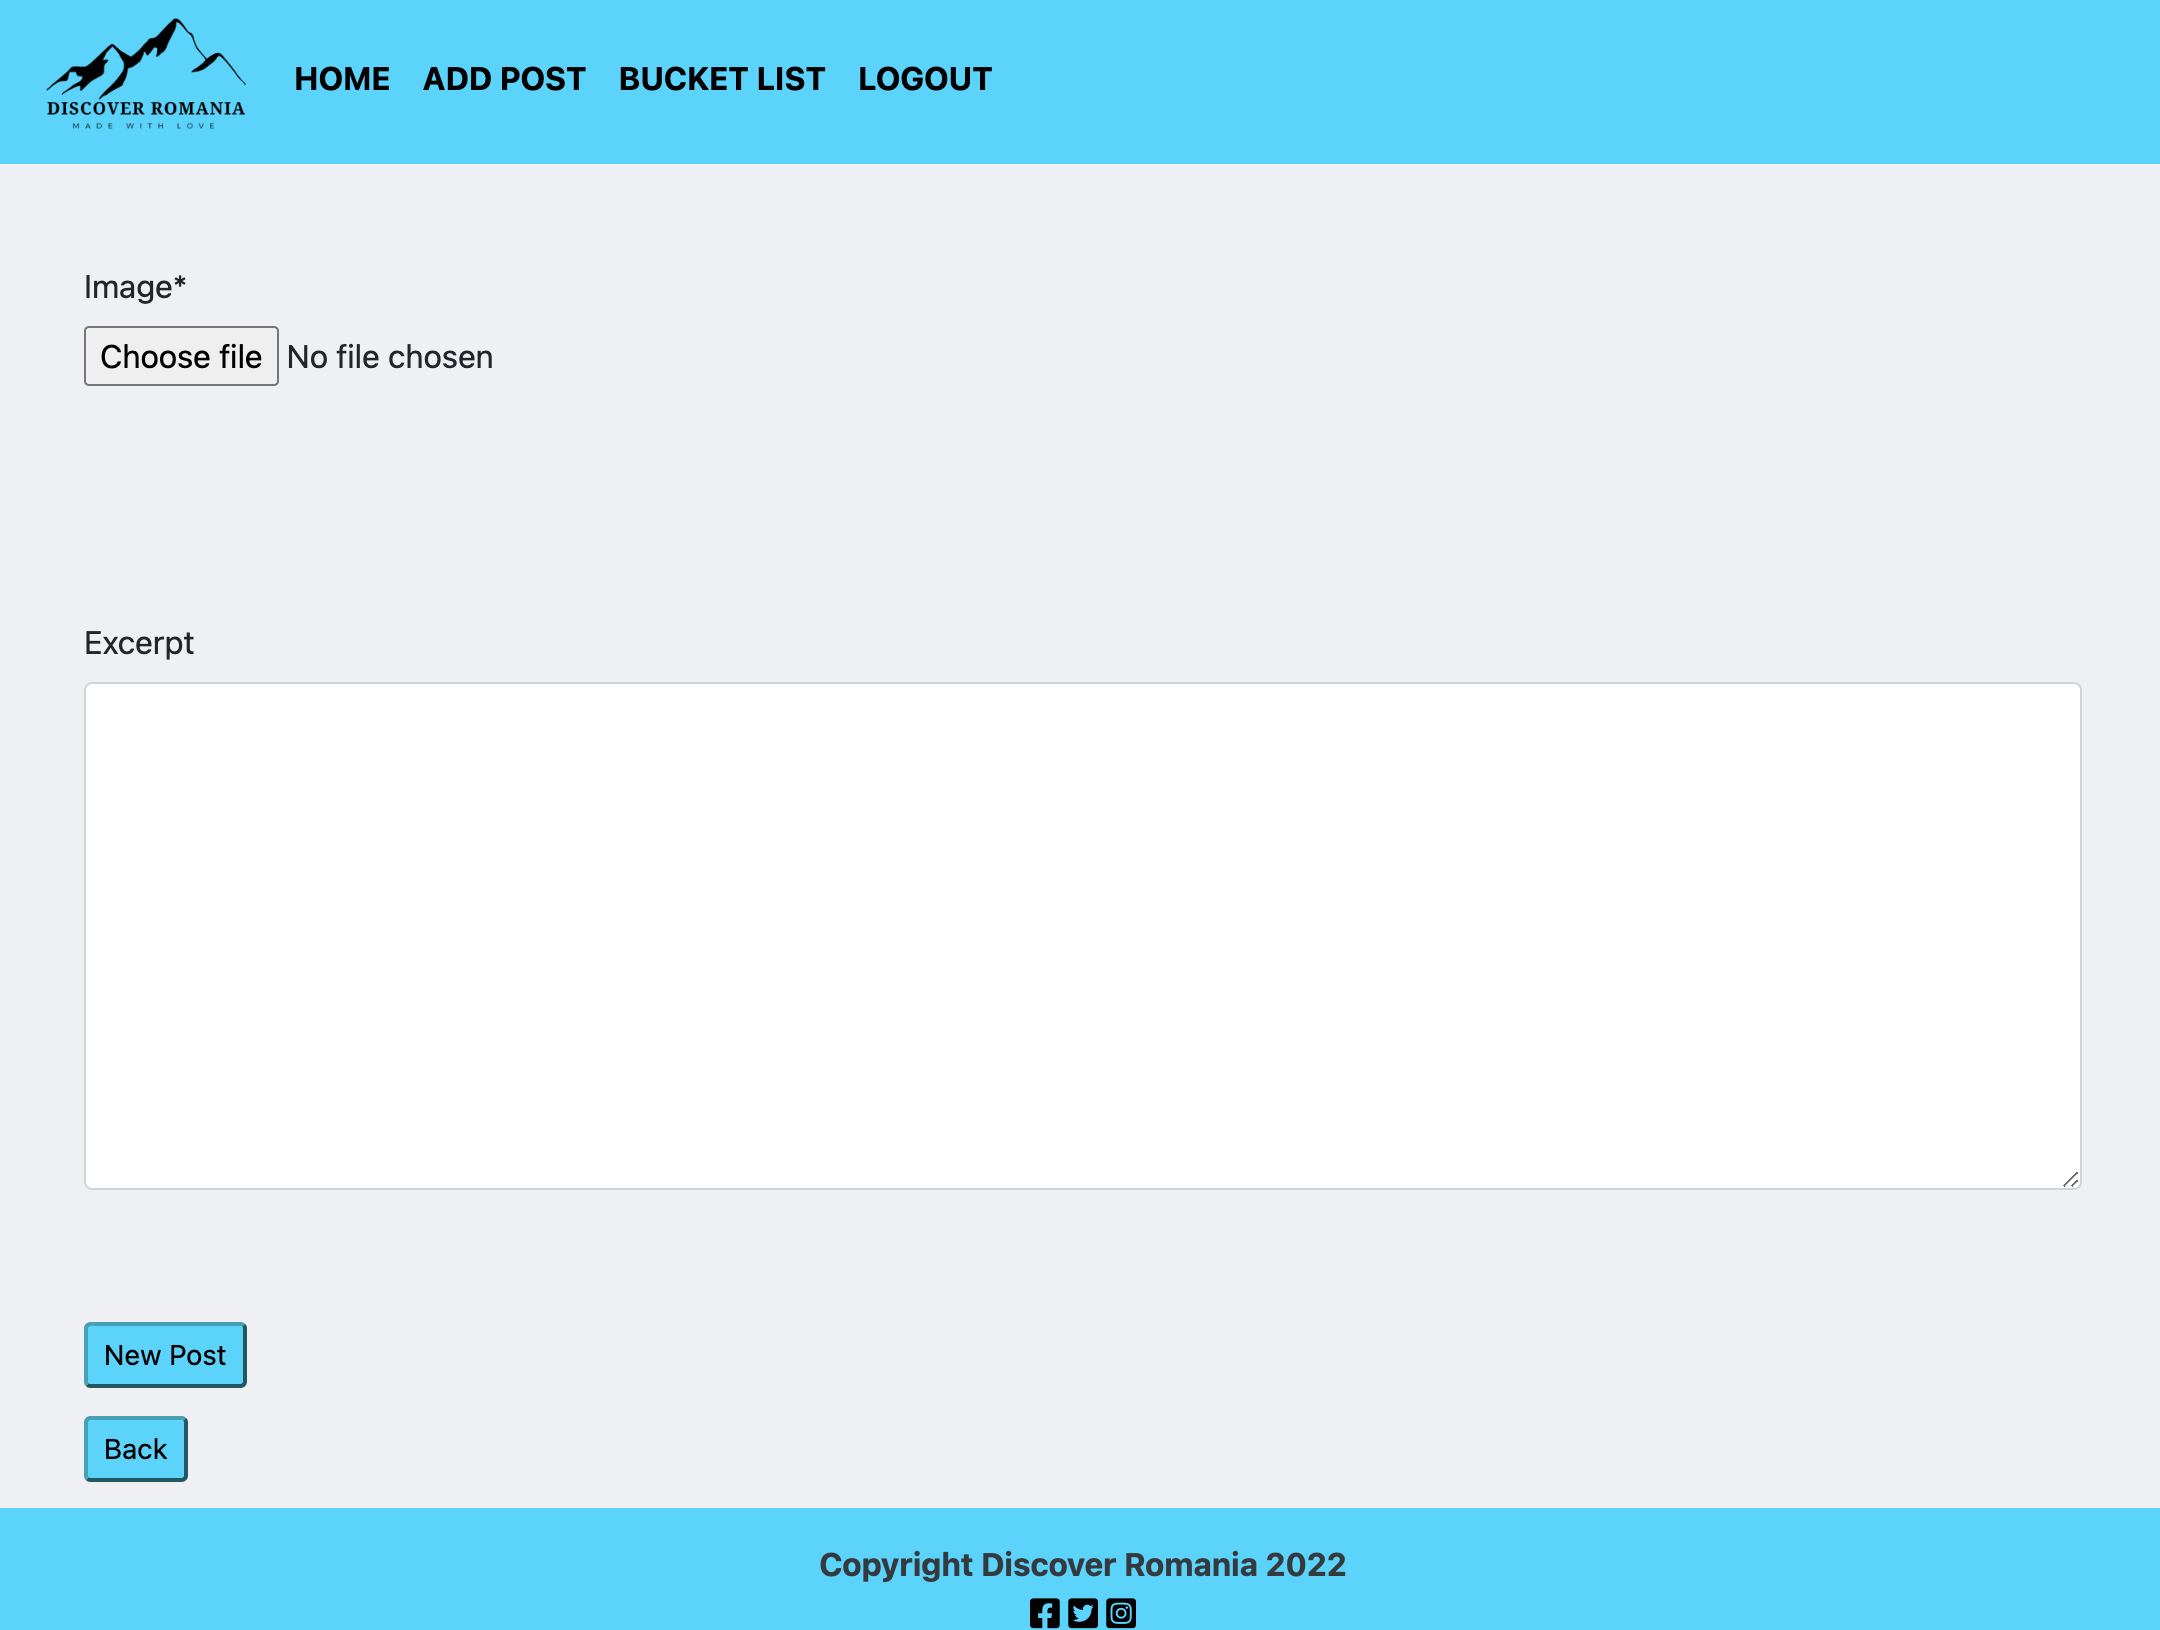 DISCOVER ROMANIA
MADE WITH LOVE
HOME ADD POST BUCKET LIST LOGOUT
Image*
Choose file No file chosen
Excerpt
New Post
Back
Copyright Discover Romania 2022